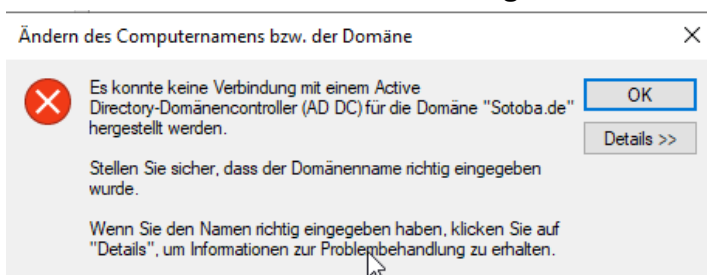 Ändern des Computernamens bzw. der Domäne
Es konnte keine Verbindung mit einem Active
Directory-Domänencontroller (AD DC) für die Domäne "Sotoba.de"
hergestellt werden.
OK
Details >>
Stellen Sie sicher, dass der Domänenname richtig eingegeben
wurde.
Wenn Sie den Namen richtig eingegeben haben, klicken Sie auf
"Details", um Informationen zur Problembehandlung zu erhalten.